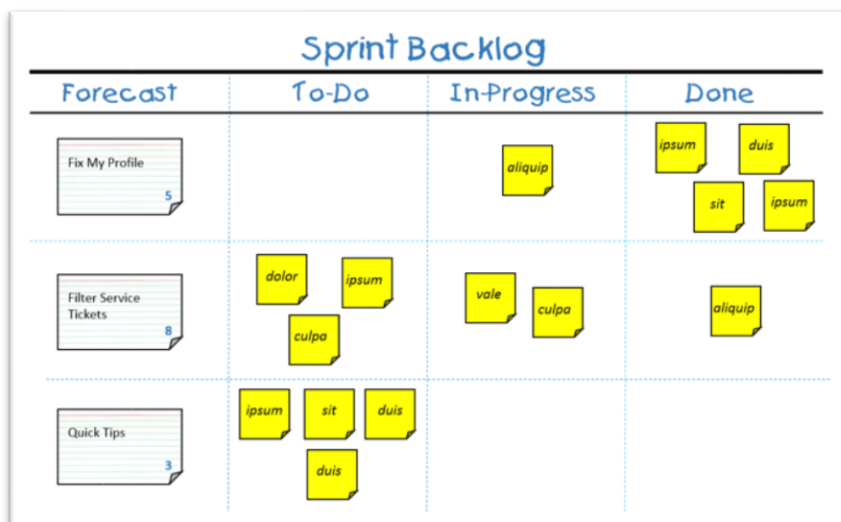 Sprint Backlog
Forecast
To-Do
In-Progress
Done
Fix My Profile
5
aliquip
ipsum
duis
sit
ipsum
Filter Service
Tickets
8
dolor
ipsum
culpa
vale
culpa
aliquip
Quick Tips
3
ipsum
sit
duis
duis